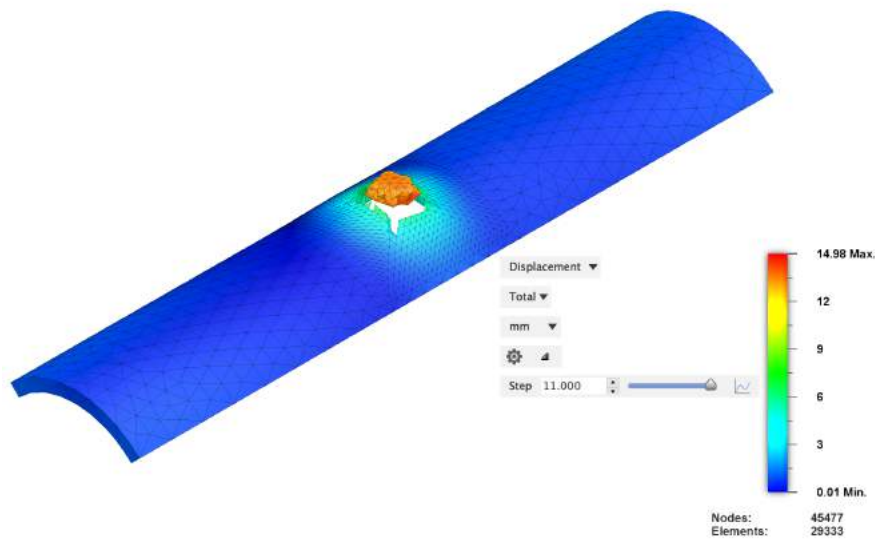 Displacement
Total
mm
Step 11.000
14.98 Max.
12
9
6
3
0.01 Min.
Nodes: 45477
Elements: 29333